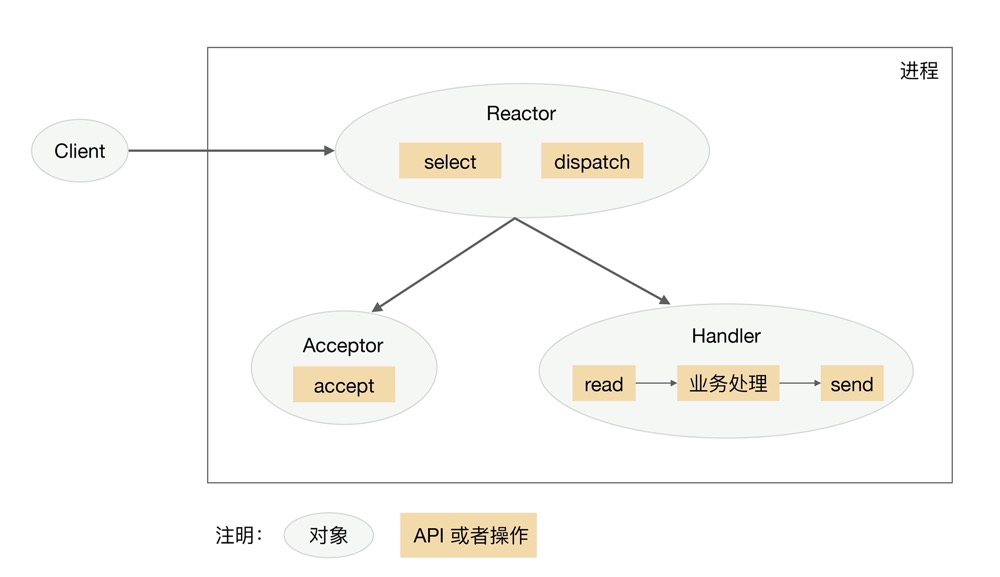 进程
Reactor
Client
select
dispatch
Acceptor
accept
Handler
read
业务处理
send
注明：
对象
API 或者操作